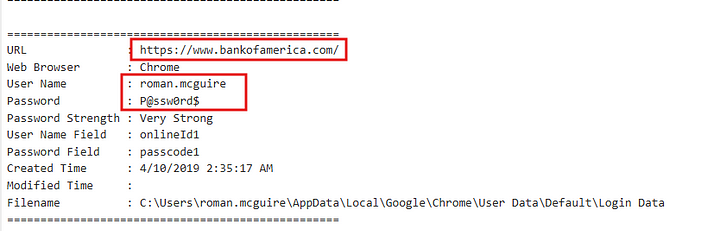 ==================================================
==================================================
URL : https://www.bankofamerica.com/
Web Browser : Chrome
User Name : roman.mcguire
Password : P@ssw0rd$
Password Strength : Very Strong
User Name Field : onlineId1
Password Field : passcode1
Created Time : 4/10/2019 2:35:17 AM
Modified Time :
Filename : C:\Users\roman.mcguire\AppData\Local\Google\Chrome\User Data\Default\Login Data
==================================================